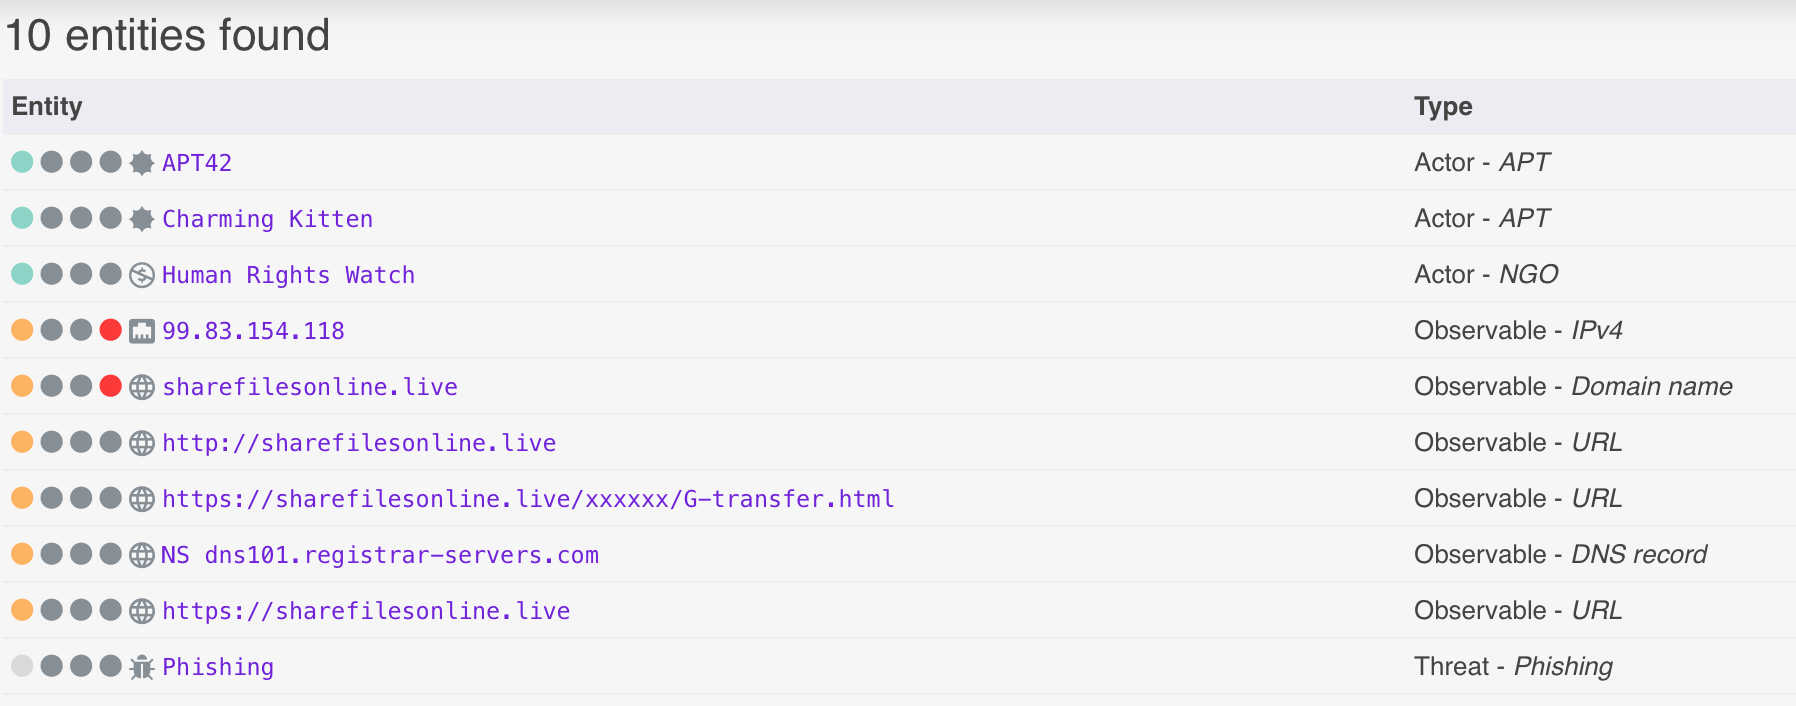 10 entities found
Entity Type
APT42 Actor - APT
Charming Kitten Actor - APT
Human Rights Watch Actor - NGO
99.83.154.118 Observable - IPv4
sharefilesonline.live Observable - Domain name
http://sharefilesonline.live Observable - URL
https://sharefilesonline.live/xxxxxx/G-transfer.html Observable - URL
NS dns101.registrar-servers.com Observable - DNS record
https://sharefilesonline.live Observable - URL
Phishing Threat - Phishing